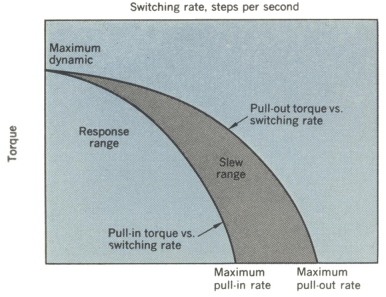 Switching rate, steps per second
Maximum
dynamic
Pull-out torque vs.
switching rate
Response
range
Torque
Slew
range
Pull-in torque vs.
switching rate
Maximum
pull-in rate
Maximum
pull-out rate